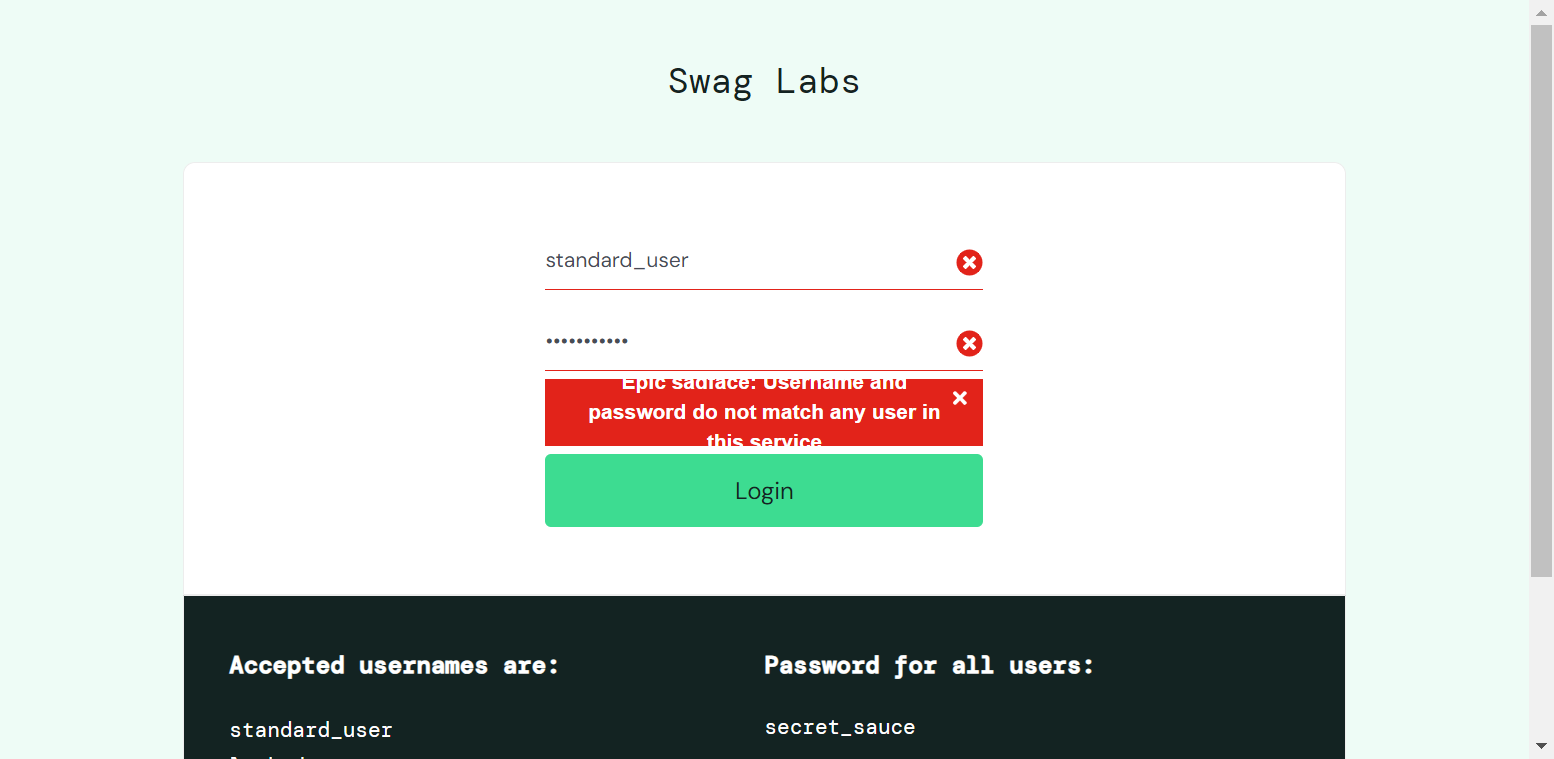 Swag Labs
standard_user
•••••••••••
Epic sadface: Username and
password do not match any user in
this service
Login
Accepted usernames are:
standard_user
Password for all users:
secret_sauce